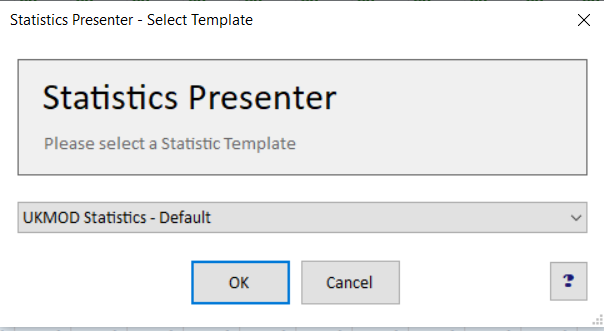 Statistics Presenter - Select Template
Statistics Presenter
Please select a Statistic Template
UKMOD Statistics - Default
OK
Cancel
?